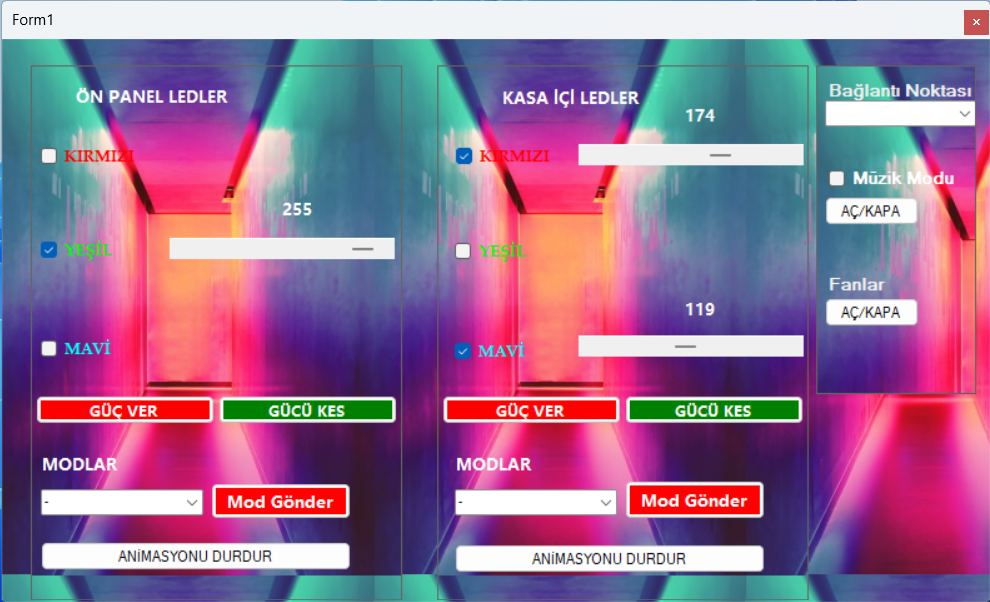 Form1
ÖN PANEL LEDLER
KIRMIZI
255
YEŞİL
MAVİ
GÜÇ VER
GÜCÜ KES
MODLAR
-
Mod Gönder
ANİMASYONU DURDUR
KASA İÇİ LEDLER
174
KIRMIZI
YEŞİL
119
MAVİ
GÜÇ VER
GÜCÜ KES
MODLAR
-
Mod Gönder
ANİMASYONU DURDUR
Bağlantı Noktası
Müzik Modu
AÇ/KAPA
Fanlar
AÇ/KAPA